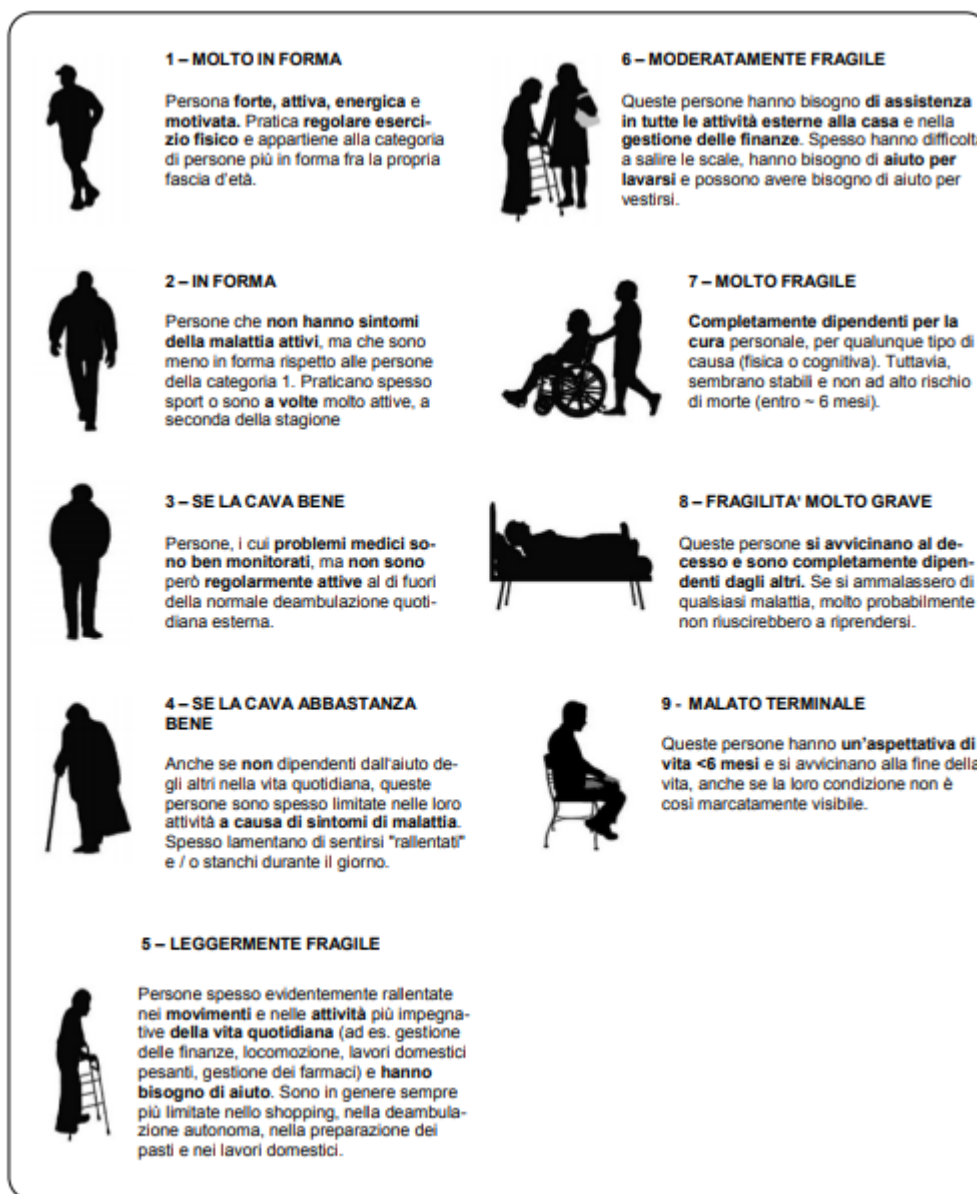 1 – MOLTO IN FORMA
Persona forte, attiva, energica e
motivata. Pratica regolare eserci-
zio fisico e appartiene alla categoria
di persone più in forma fra la propria
fascia d'età.
2 – IN FORMA
Persone che non hanno sintomi
della malattia attivi, ma che sono
meno in forma rispetto alle persone
della categoria 1. Praticano spesso
sport o sono a volte molto attive, a
seconda della stagione
3 – SE LA CAVA BENE
Persone, i cui problemi medici so-
no ben monitorati, ma non sono
però regolarmente attive al di fuori
della normale deambulazione quoti-
diana esterna.
4 – SE LA CAVA ABBASTANZA
BENE
Anche se non dipendenti dall'aiuto de-
gli altri nella vita quotidiana, queste
persone sono spesso limitate nelle loro
attività a causa di sintomi di malattia.
Spesso lamentano di sentirsi "rallentati"
e / o stanchi durante il giorno.
5 – LEGGERMENTE FRAGILE
Persone spesso evidentemente rallentate
nei movimenti e nelle attività più impegna-
tive della vita quotidiana (ad es. gestione
delle finanze, locomozione, lavori domestici
pesanti, gestione dei farmaci) e hanno
bisogno di aiuto. Sono in genere sempre
più limitate nello shopping, nella deambula-
zione autonoma, nella preparazione dei
pasti e nei lavori domestici.
6 – MODERATAMENTE FRAGILE
Queste persone hanno bisogno di assistenza
in tutte le attività esterne alla casa e nella
gestione delle finanze. Spesso hanno difficoltà
a salire le scale, hanno bisogno di aiuto per
lavarsi e possono avere bisogno di aiuto per
vestirsi.
7 – MOLTO FRAGILE
Completamente dipendenti per la
cura personale, per qualunque tipo di
causa (fisica o cognitiva). Tuttavia,
sembrano stabili e non ad alto rischio
di morte (entro ~ 6 mesi).
8 – FRAGILITA' MOLTO GRAVE
Queste persone si avvicinano al de-
cesso e sono completamente dipen-
denti dagli altri. Se si ammalassero di
qualsiasi malattia, molto probabilmente
non riuscirebbero a riprendersi.
9 - MALATO TERMINALE
Queste persone hanno un'aspettativa di
vita <6 mesi e si avvicinano alla fine della
vita, anche se la loro condizione non è
così marcatamente visibile.